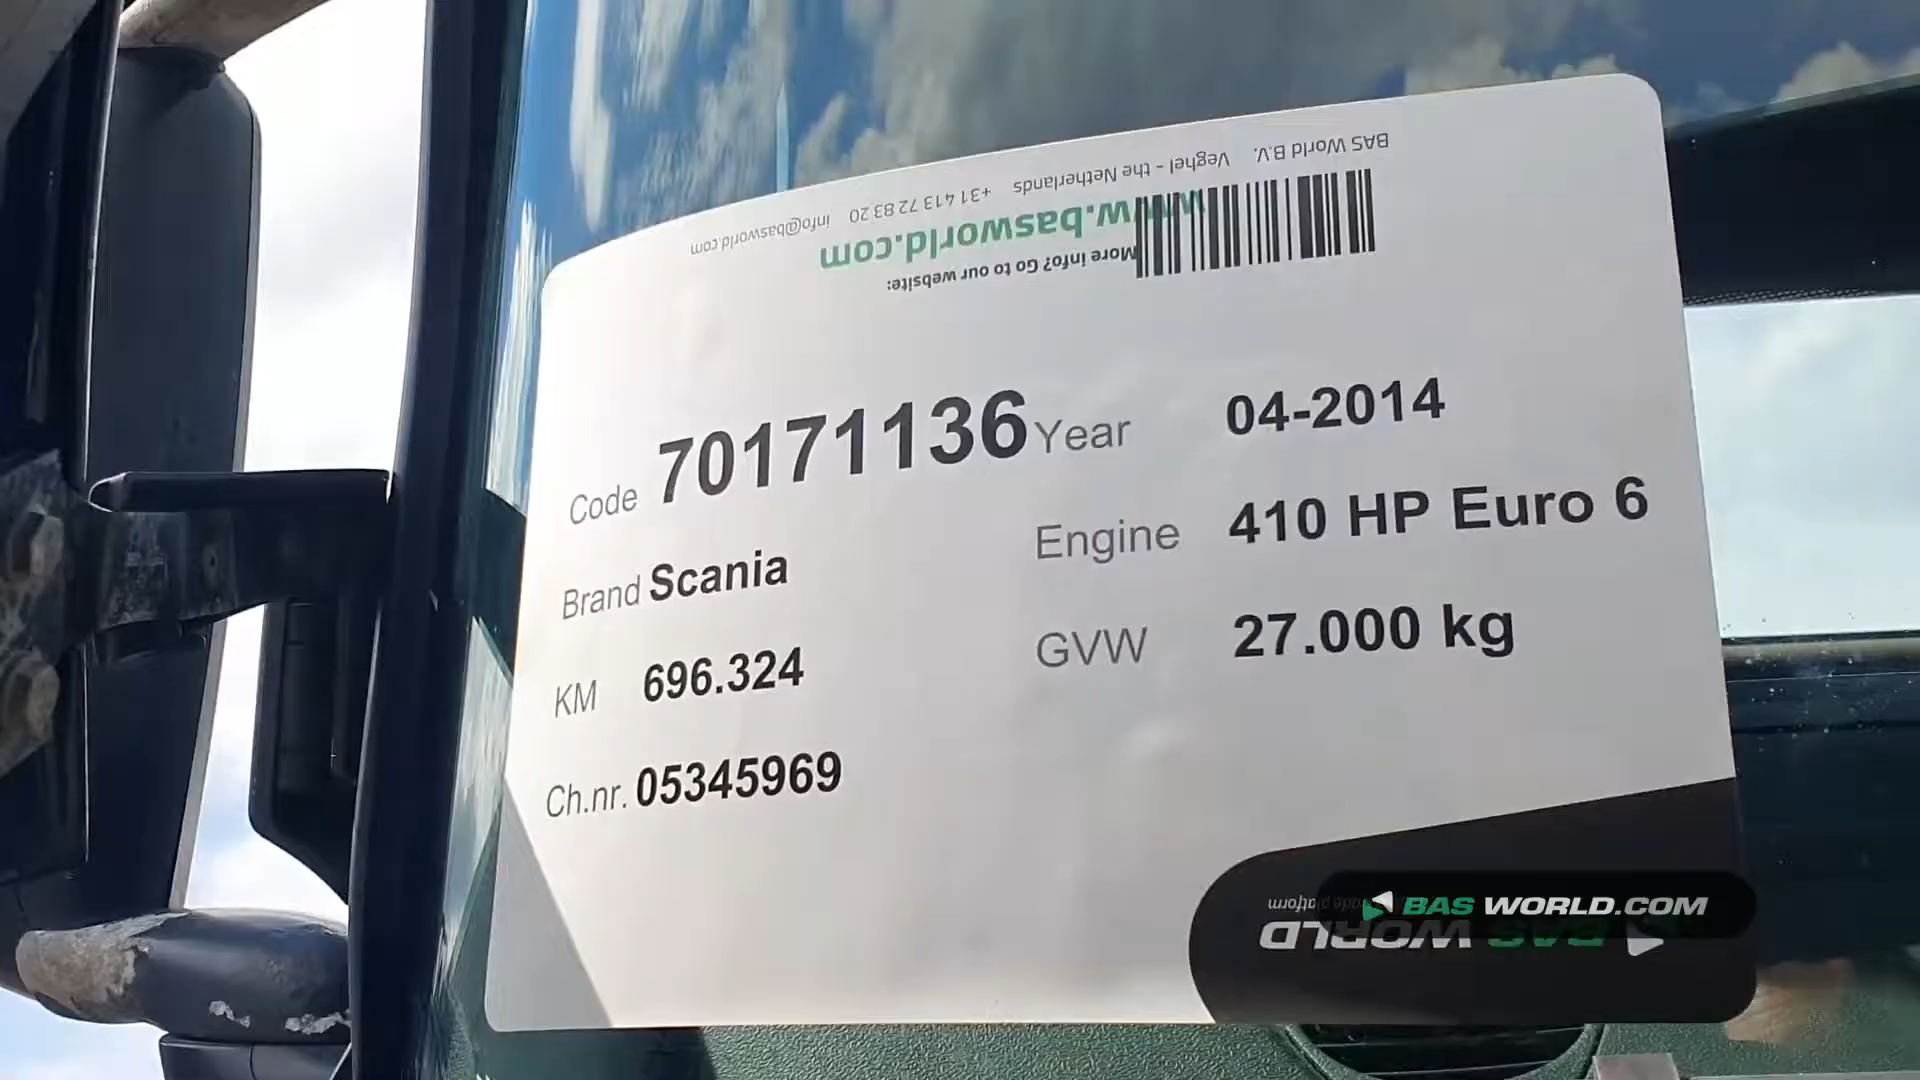 BAS World B.V. Veghel - the Netherlands +31 413 72 83 20 info@basworld.com
www.basworld.com
More info? Go to our website:
Code 70171136
Year 04-2014
Brand Scania
Engine 410 HP Euro 6
KM 696.324
GVW 27.000 kg
Ch.nr. 05345969
platform
BAS WORLD.COM
BAS WORLD